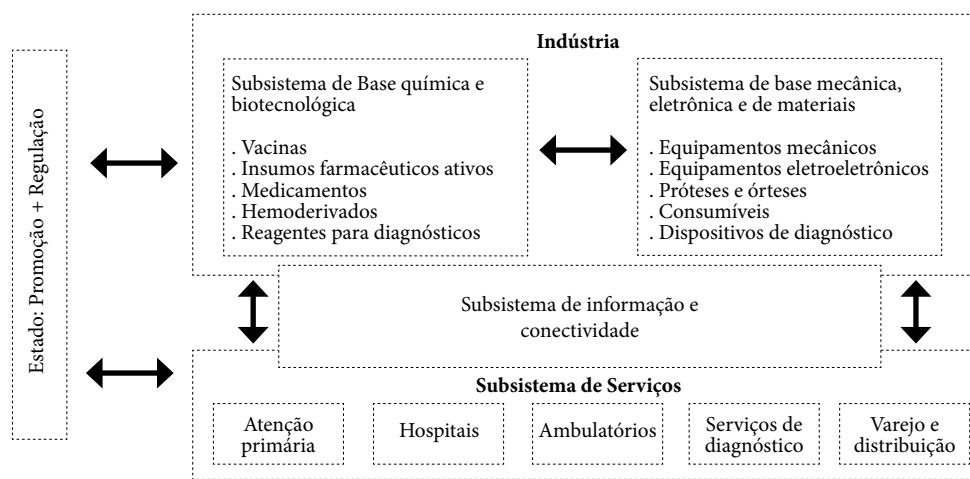 Estado: Promoção + Regulação
Indústria
Subsistema de Base química e
biotecnológica
. Vacinas
. Insumos farmacêuticos ativos
. Medicamentos
. Hemoderivados
. Reagentes para diagnósticos
Subsistema de base mecânica,
eletrônica e de materiais
. Equipamentos mecânicos
. Equipamentos eletroeletrônicos
. Próteses e órteses
. Consumíveis
. Dispositivos de diagnóstico
Subsistema de informação e
conectividade
Subsistema de Serviços
Atenção
primária
Hospitais
Ambulatórios
Serviços de
diagnóstico
Varejo e
distribuição